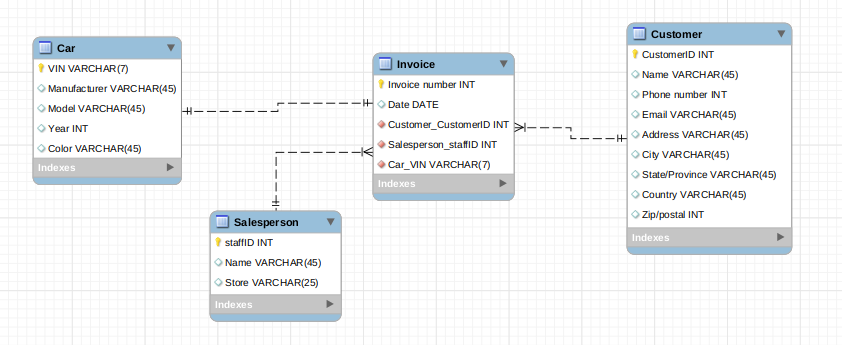 Car
VIN VARCHAR(7)
Manufacturer VARCHAR(45)
Model VARCHAR(45)
Year INT
Color VARCHAR(45)
Indexes
Invoice
Invoice number INT
Date DATE
Customer_CustomerID INT
Salesperson_staffID INT
Car_VIN VARCHAR(7)
Indexes
Customer
CustomerID INT
Name VARCHAR(45)
Phone number INT
Email VARCHAR(45)
Address VARCHAR(45)
City VARCHAR(45)
State/Province VARCHAR(45)
Country VARCHAR(45)
Zip/postal INT
Indexes
Salesperson
staffID INT
Name VARCHAR(45)
Store VARCHAR(25)
Indexes